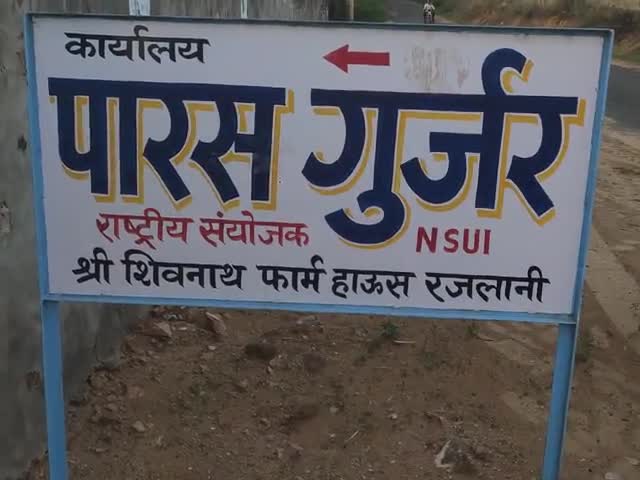 कार्यालय
पारस गुर्जर
राष्ट्रीय संयोजक NSUI
श्री शिवनाथ फार्म हाऊस रजलानी